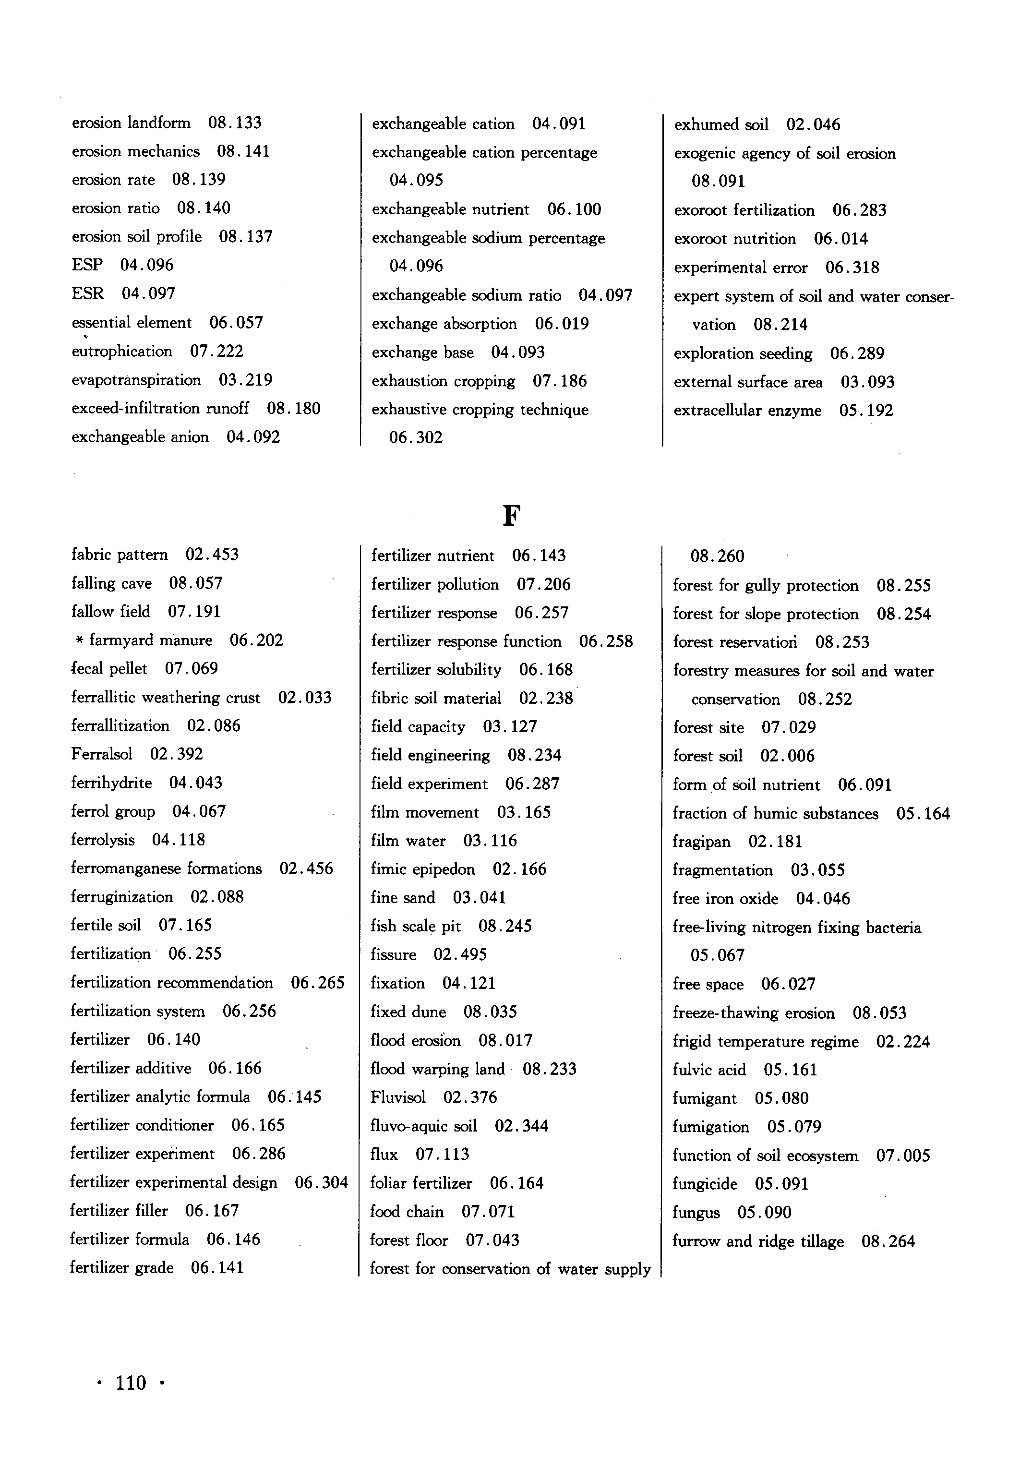 erosion landform 08.133
erosion mechanics 08.141
erosion rate 08.139
erosion ratio 08.140
erosion soil profile 08.137
ESP 04.096
ESR 04.097
essential element 06.057
eutrophication 07.222
evapotranspiration 03.219
exceed-infiltration runoff 08.180
exchangeable anion 04.092
exchangeable cation 04.091
exchangeable cation percentage
04.095
exchangeable nutrient 06.100
exchangeable sodium percentage
04.096
exchangeable sodium ratio 04.097
exchange absorption 06.019
exchange base 04.093
exhaustion cropping 07.186
exhaustive cropping technique
06.302
exhumed soil 02.046
exogenic agency of soil erosion
08.091
exoroot fertilization 06.283
exoroot nutrition 06.014
experimental error 06.318
expert system of soil and water conser-
vation 08.214
exploration seeding 06.289
external surface area 03.093
extracellular enzyme 05.192
F
fabric pattern 02.453
falling cave 08.057
fallow field 07.191
* farmyard manure 06.202
fecal pellet 07.069
ferrallitic weathering crust 02.033
ferrallitization 02.086
Ferralsol 02.392
ferrihydrite 04.043
ferrol group 04.067
ferrolysis 04.118
ferromanganese formations 02.456
ferruginization 02.088
fertile soil 07.165
fertilization 06.255
fertilization recommendation 06.265
fertilization system 06.256
fertilizer 06.140
fertilizer additive 06.166
fertilizer analytic formula 06.145
fertilizer conditioner 06.165
fertilizer experiment 06.286
fertilizer experimental design 06.304
fertilizer filler 06.167
fertilizer formula 06.146
fertilizer grade 06.141
fertilizer nutrient 06.143
fertilizer pollution 07.206
fertilizer response 06.257
fertilizer response function 06.258
fertilizer solubility 06.168
fibric soil material 02.238
field capacity 03.127
field engineering 08.234
field experiment 06.287
film movement 03.165
film water 03.116
fimic epipedon 02.166
fine sand 03.041
fish scale pit 08.245
fissure 02.495
fixation 04.121
fixed dune 08.035
flood erosion 08.017
flood warping land 08.233
Fluvisol 02.376
fluvo-aquic soil 02.344
flux 07.113
foliar fertilizer 06.164
food chain 07.071
forest floor 07.043
forest for conservation of water supply
08.260
forest for gully protection 08.255
forest for slope protection 08.254
forest reservation 08.253
forestry measures for soil and water
conservation 08.252
forest site 07.029
forest soil 02.006
form of soil nutrient 06.091
fraction of humic substances 05.164
fragipan 02.181
fragmentation 03.055
free iron oxide 04.046
free-living nitrogen fixing bacteria
05.067
free space 06.027
freeze-thawing erosion 08.053
frigid temperature regime 02.224
fulvic acid 05.161
fumigant 05.080
fumigation 05.079
function of soil ecosystem 07.005
fungicide 05.091
fungus 05.090
furrow and ridge tillage 08.264
· 110 ·